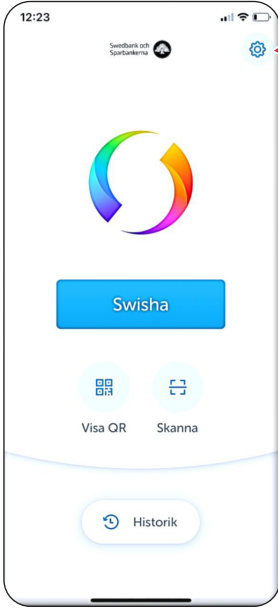 12:23
Swedbank och
Sparbankerna
Swisha
Visa QR
Skanna
Historik